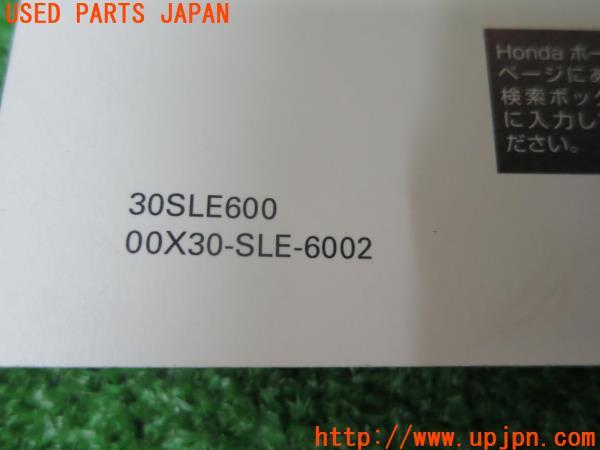 USED PARTS JAPAN
Honda ホー
ページにあ
検索ボック
に入力して
ださい。
30SLE600
00X30-SLE-6002
http://www.upjpn.com/